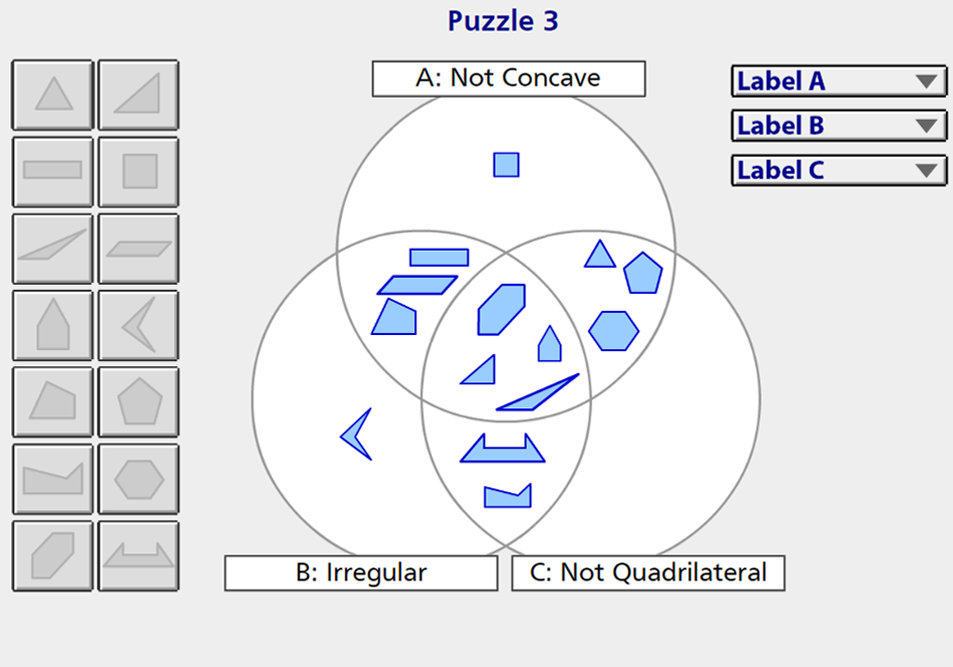 Puzzle 3
A: Not Concave
Label A
Label B
Label C
B: Irregular
C: Not Quadrilateral